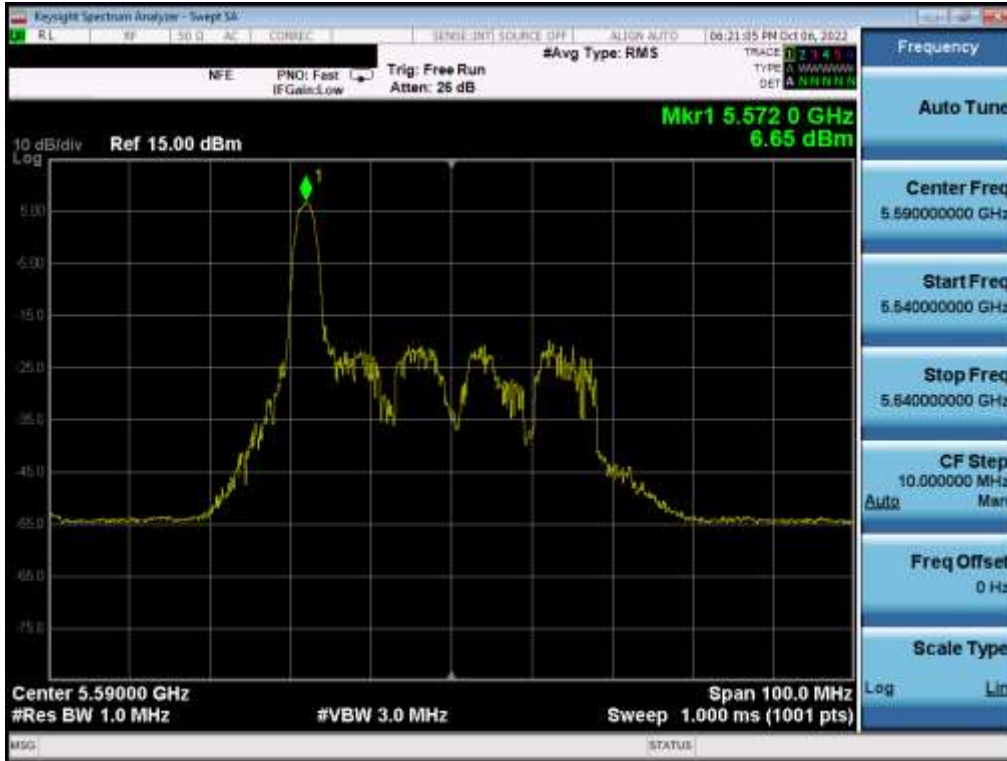 Keysight Spectrum Analyzer - Swept SA
RL RF 50 Ω AC CORREC SENSE:INT SOURCE OFF ALIGN AUTO 06:21:05 PM Oct 06, 2022
NFE
PNO: Fast
IFGain:Low
Trig: Free Run
Atten: 26 dB
#Avg Type: RMS
TRACE 1 2 3 4 5 6
TYPE A WWWWW
DET A N N N N N
Mkr1 5.572 0 GHz
6.65 dBm
10 dB/div
Log
Ref 15.00 dBm
1
5.00
-5.00
-15.0
-25.0
-35.0
-45.0
-55.0
-65.0
-75.0
Center 5.59000 GHz
#Res BW 1.0 MHz
#VBW 3.0 MHz
Span 100.0 MHz
Sweep 1.000 ms (1001 pts)
MSG
STATUS
Frequency
Auto Tune
Center Freq
5.590000000 GHz
Start Freq
5.540000000 GHz
Stop Freq
5.640000000 GHz
CF Step
10.000000 MHz
Auto Man
Freq Offset
0 Hz
Scale Type
Log Lin